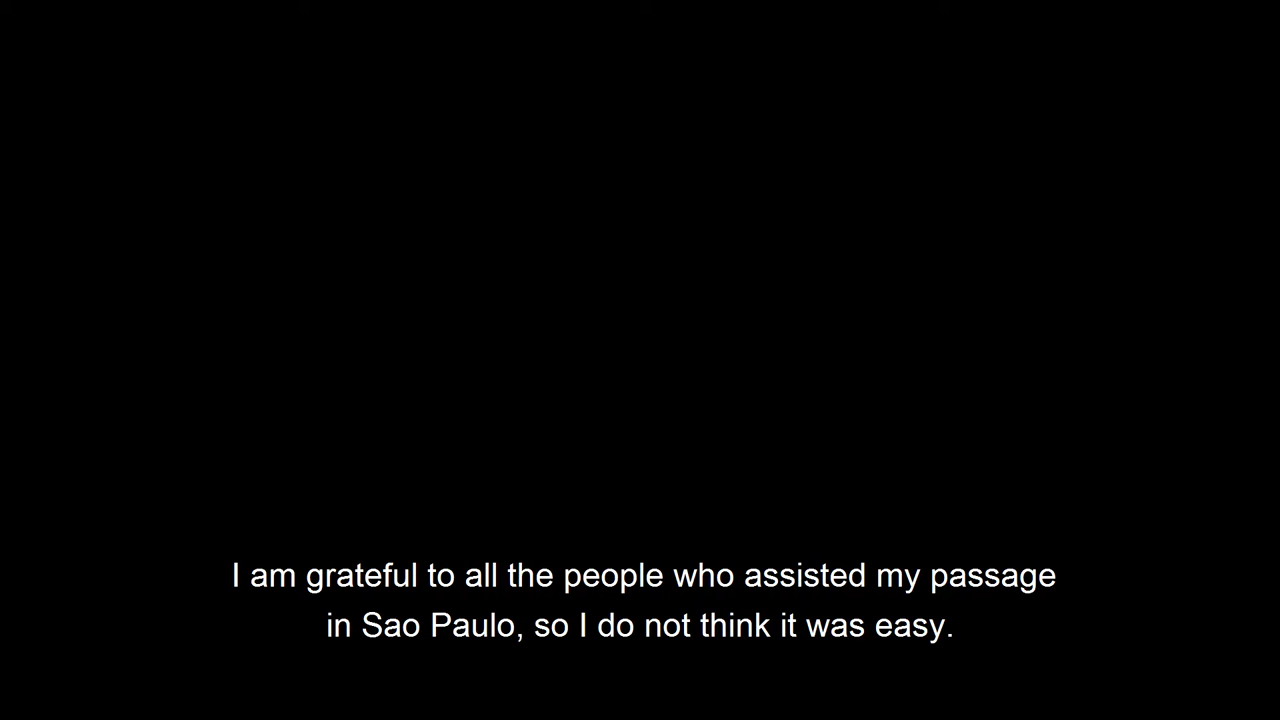 I am grateful to all the people who assisted my passage
in Sao Paulo, so I do not think it was easy.